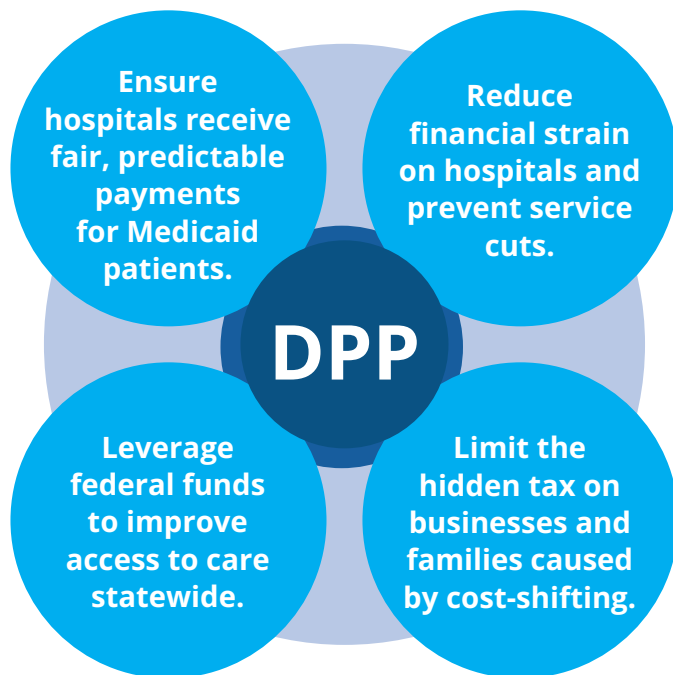 Ensure
hospitals receive
fair, predictable
payments
for Medicaid
patients.
Reduce
financial strain
on hospitals and
prevent service
cuts.
DPP
Leverage
federal funds
to improve
access to care
statewide.
Limit the
hidden tax on
businesses and
families caused
by cost-shifting.